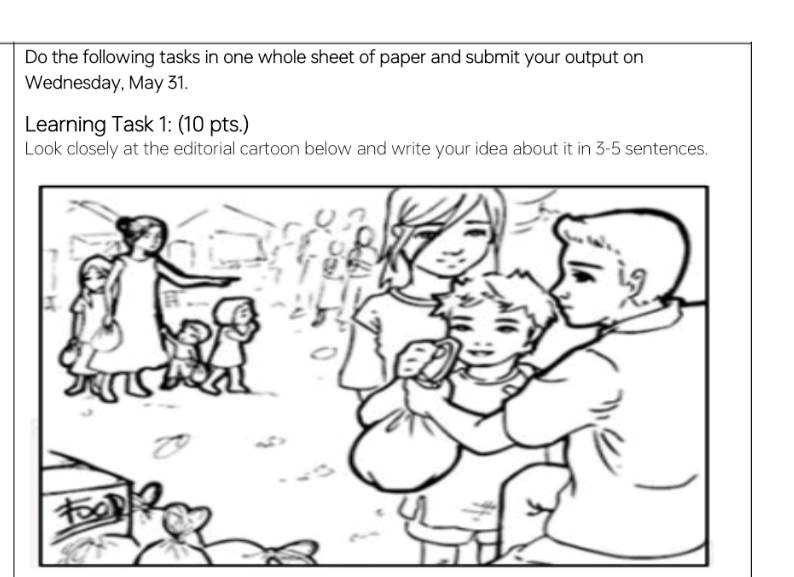 Do the following tasks in one whole sheet of paper and submit your output on
Wednesday, May 31.
Learning Task 1: (10 pts.)
Look closely at the editorial cartoon below and write your idea about it in 3-5 sentences.
FOOD